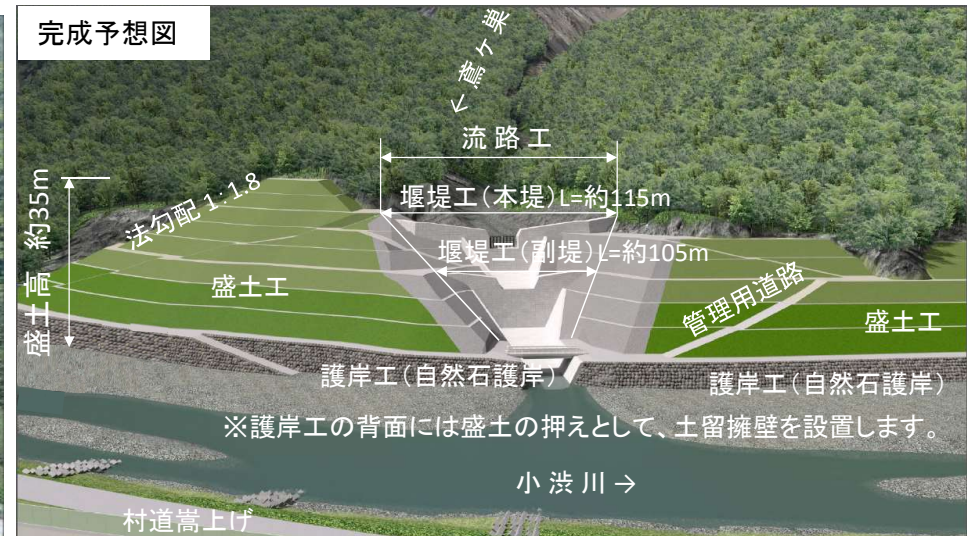 完成予想図
← 鳶ヶ巣
流路工
堰堤工(本堤)L=約115m
堰堤工(副堤)L=約105m
法勾配 1:1.8
盛土高 約35m
盛土工
管理用道路
盛土工
護岸工(自然石護岸)
護岸工(自然石護岸)
※護岸工の背面には盛土の押えとして、土留擁壁を設置します。
小渋川 →
村道嵩上げ